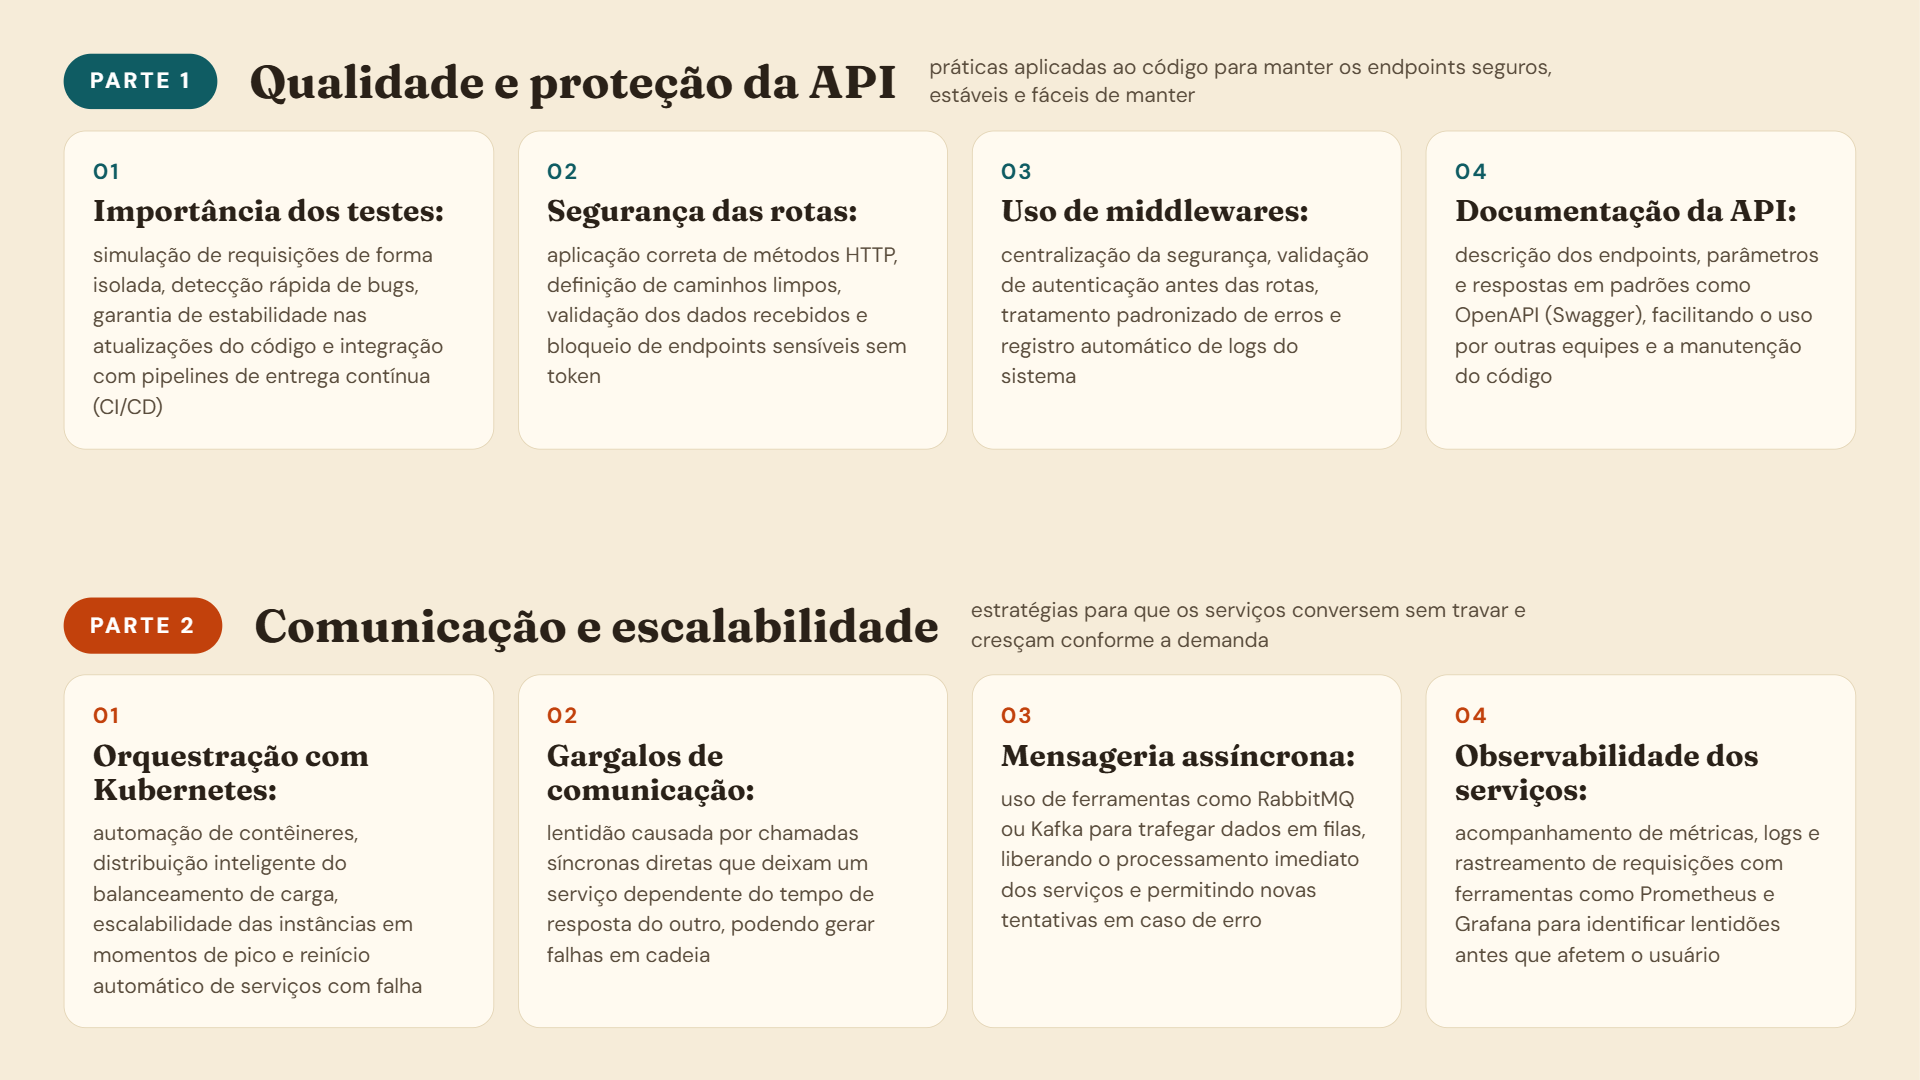 PARTE 1
Qualidade e proteção da API
práticas aplicadas ao código para manter os endpoints seguros,
estáveis e fáceis de manter
01
Importância dos testes:
simulação de requisições de forma
isolada, detecção rápida de bugs,
garantia de estabilidade nas
atualizações do código e integração
com pipelines de entrega contínua
(CI/CD)
02
Segurança das rotas:
aplicação correta de métodos HTTP,
definição de caminhos limpos,
validação dos dados recebidos e
bloqueio de endpoints sensíveis sem
token
03
Uso de middlewares:
centralização da segurança, validação
de autenticação antes das rotas,
tratamento padronizado de erros e
registro automático de logs do
sistema
04
Documentação da API:
descrição dos endpoints, parâmetros
e respostas em padrões como
OpenAPI (Swagger), facilitando o uso
por outras equipes e a manutenção
do código
PARTE 2
Comunicação e escalabilidade
estratégias para que os serviços conversem sem travar e
cresçam conforme a demanda
01
Orquestração com
Kubernetes:
automação de contêineres,
distribuição inteligente do
balanceamento de carga,
escalabilidade das instâncias em
momentos de pico e reinício
automático de serviços com falha
02
Gargalos de
comunicação:
lentidão causada por chamadas
síncronas diretas que deixam um
serviço dependente do tempo de
resposta do outro, podendo gerar
falhas em cadeia
03
Mensageria assíncrona:
uso de ferramentas como RabbitMQ
ou Kafka para trafegar dados em filas,
liberando o processamento imediato
dos serviços e permitindo novas
tentativas em caso de erro
04
Observabilidade dos
serviços:
acompanhamento de métricas, logs e
rastreamento de requisições com
ferramentas como Prometheus e
Grafana para identificar lentidões
antes que afetem o usuário